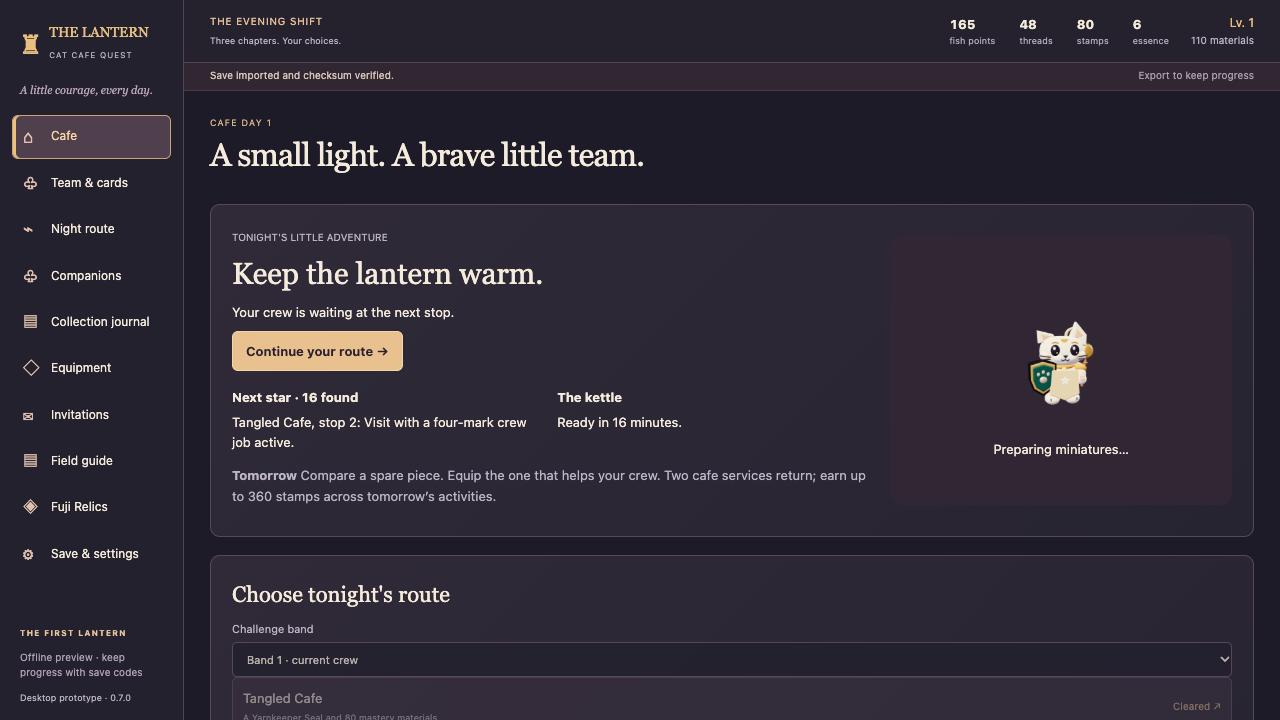 THE LANTERN
CAT CAFE QUEST
A little courage, every day.
Cafe
Team & cards
Night route
Companions
Collection journal
Equipment
Invitations
Field guide
Fuji Relics
Save & settings
THE FIRST LANTERN
Offline preview · keep
progress with save codes
Desktop prototype · 0.7.0
THE EVENING SHIFT
Three chapters. Your choices.
165
fish points
48
threads
80
stamps
6
essence
Lv. 1
110 materials
Save imported and checksum verified.
Export to keep progress
CAFE DAY 1
A small light. A brave little team.
TONIGHT'S LITTLE ADVENTURE
Keep the lantern warm.
Your crew is waiting at the next stop.
Continue your route →
Next star · 16 found
Tangled Cafe, stop 2: Visit with a four-mark crew
job active.
The kettle
Ready in 16 minutes.
Tomorrow Compare a spare piece. Equip the one that helps your crew. Two cafe services return; earn up
to 360 stamps across tomorrow’s activities.
Preparing miniatures...
Choose tonight's route
Challenge band
Band 1 · current crew
Tangled Cafe
A Yarnkeeper Seal and 80 mastery materials
Cleared ↗